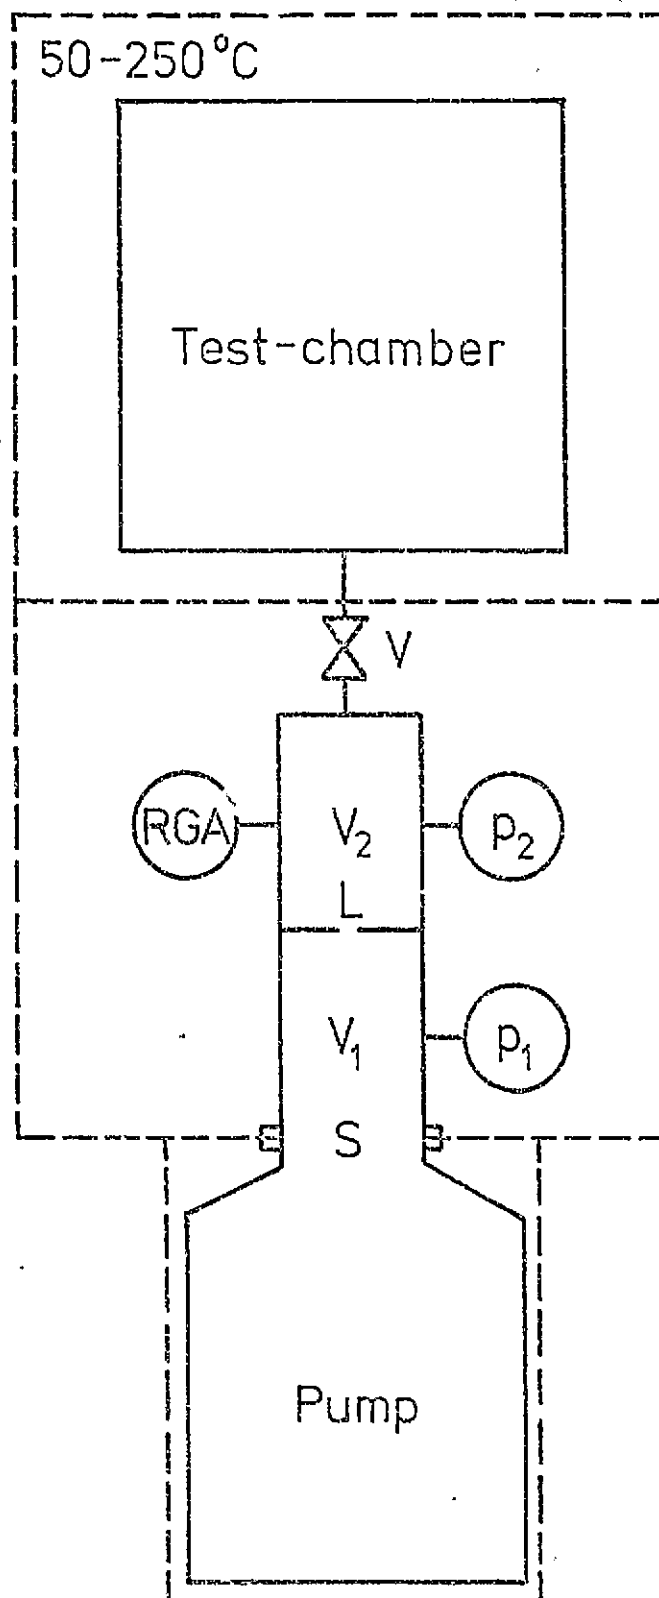 50-250°C
Test-chamber
V
RGA
V₂
p₂
L
V₁
p₁
S
Pump